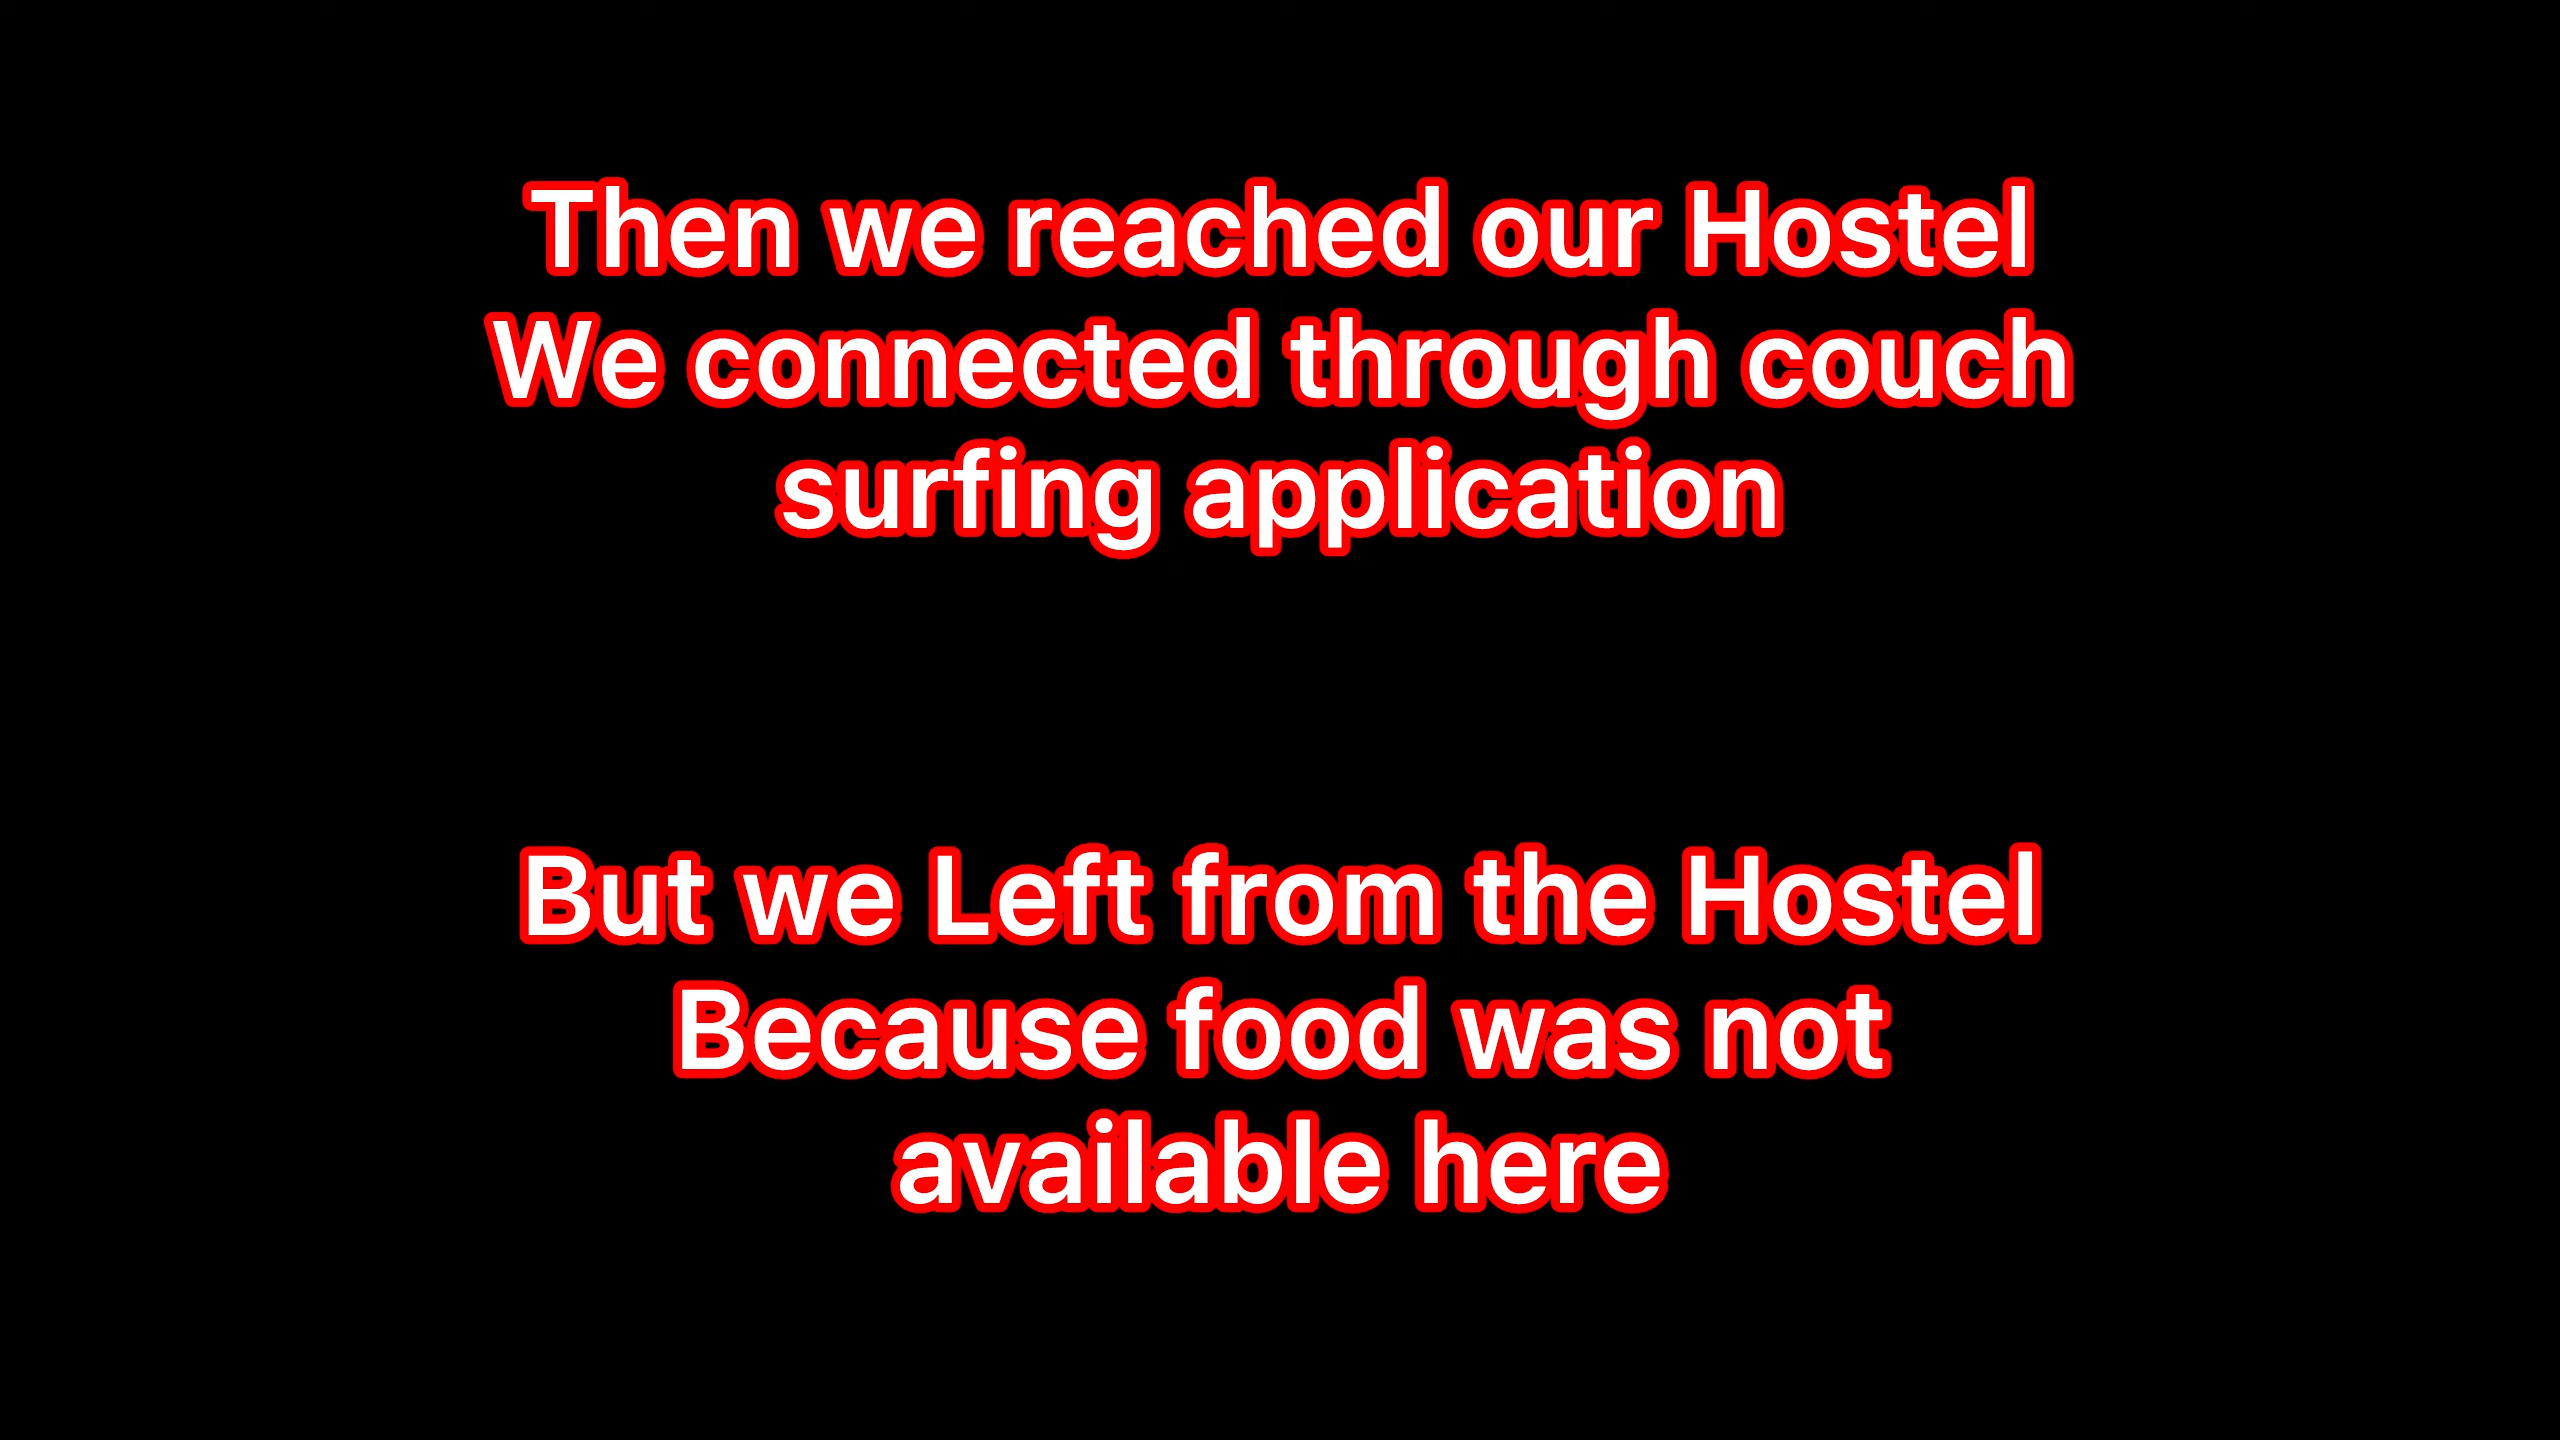 Then we reached our Hostel
We connected through couch
surfing application
But we Left from the Hostel
Because food was not
available here